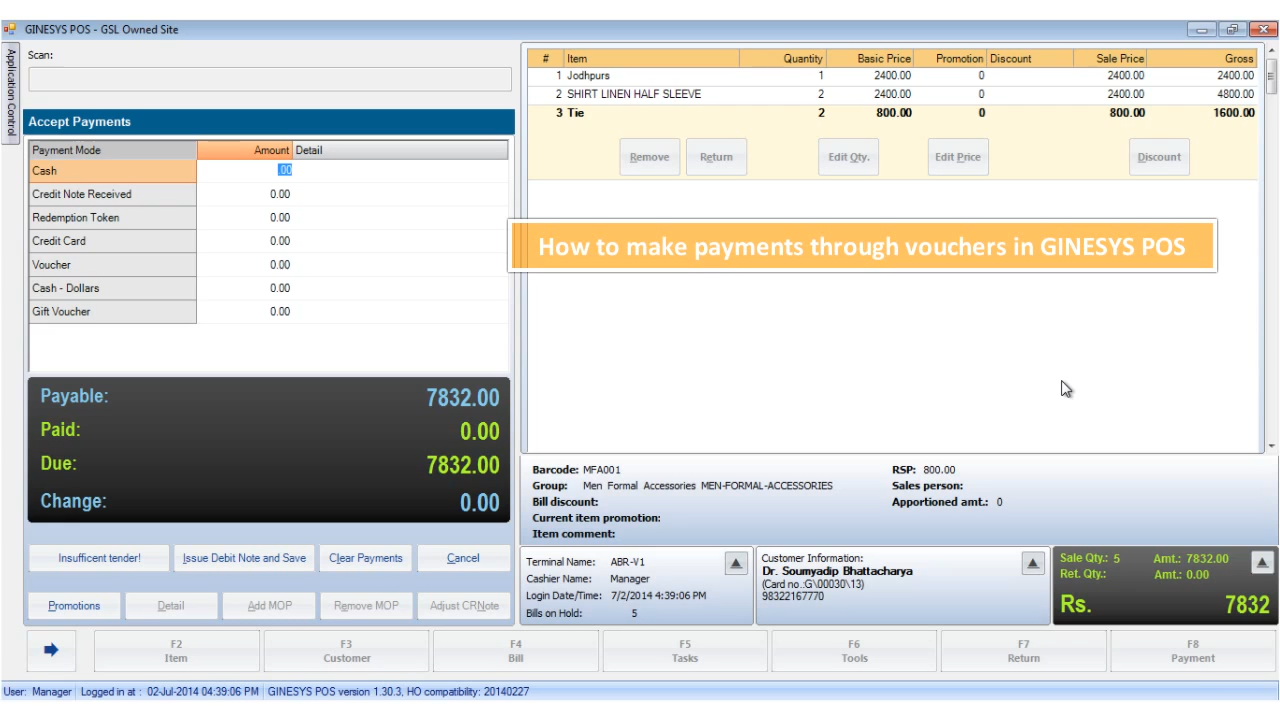 GINESYS POS - GSL Owned Site
Application Control
Scan:
Accept Payments
Payment Mode Amount Detail
Cash .00
Credit Note Received 0.00
Redemption Token 0.00
Credit Card 0.00
Voucher 0.00
Cash - Dollars 0.00
Gift Voucher 0.00
Payable: 7832.00
Paid: 0.00
Due: 7832.00
Change: 0.00
Insufficent tender! Issue Debit Note and Save Clear Payments Cancel
Promotions Detail Add MOP Remove MOP Adjust CRNote
# Item Quantity Basic Price Promotion Discount Sale Price Gross
1 Jodhpurs 1 2400.00 0 2400.00 2400.00
2 SHIRT LINEN HALF SLEEVE 2 2400.00 0 2400.00 4800.00
3 Tie 2 800.00 0 800.00 1600.00
Remove Return Edit Qty. Edit Price Discount
How to make payments through vouchers in GINESYS POS
Barcode: MFA001 RSP: 800.00
Group: Men Formal Accessories MEN-FORMAL-ACCESSORIES Sales person:
Bill discount: Apportioned amt.: 0
Current item promotion:
Item comment:
Terminal Name: ABR-V1
Cashier Name: Manager
Login Date/Time: 7/2/2014 4:39:06 PM
Bills on Hold: 5
Customer Information:
Dr. Soumyadip Bhattacharya
(Card no.:G\00030\13)
98322167770
Sale Qty.: 5 Amt.: 7832.00
Ret. Qty.: Amt.: 0.00
Rs. 7832
F2 Item
F3 Customer
F4 Bill
F5 Tasks
F6 Tools
F7 Return
F8 Payment
User: Manager Logged in at : 02-Jul-2014 04:39:06 PM GINESYS POS version 1.30.3, HO compatibility: 20140227